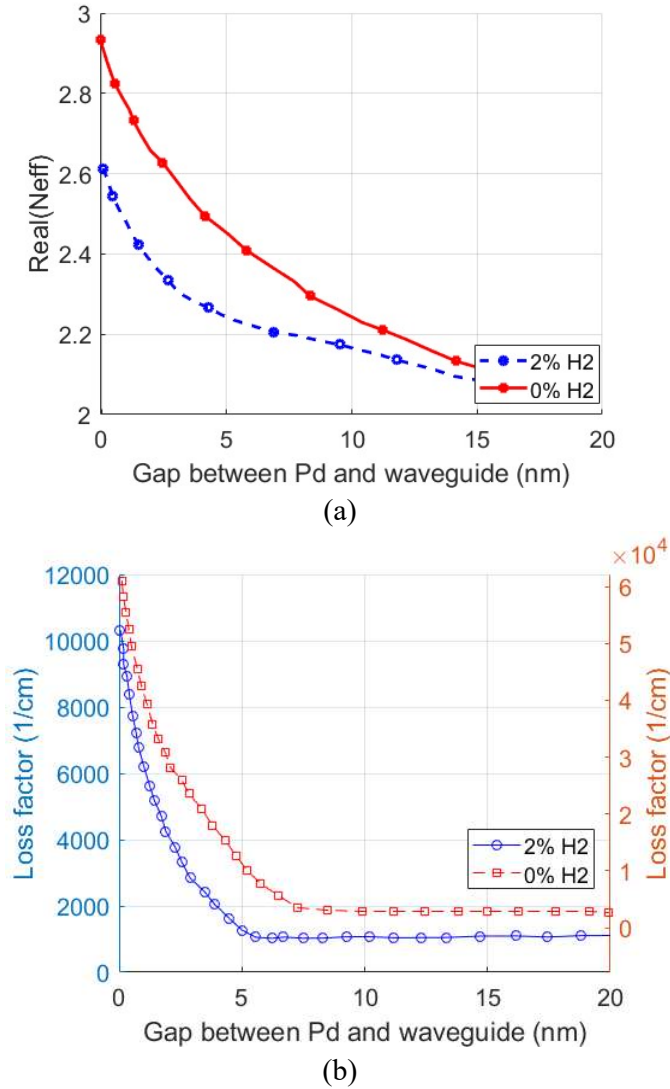 3
2.8
2.6
2.4
2.2
2
Real(Neff)
0 5 10 15 20
2% H2
0% H2
Gap between Pd and waveguide (nm)
(a)
×10⁴
12000
10000
8000
6000
4000
2000
0
Loss factor (1/cm)
6
5
4
3
2
1
0
Loss factor (1/cm)
2% H2
0% H2
0 5 10 15 20
Gap between Pd and waveguide (nm)
(b)